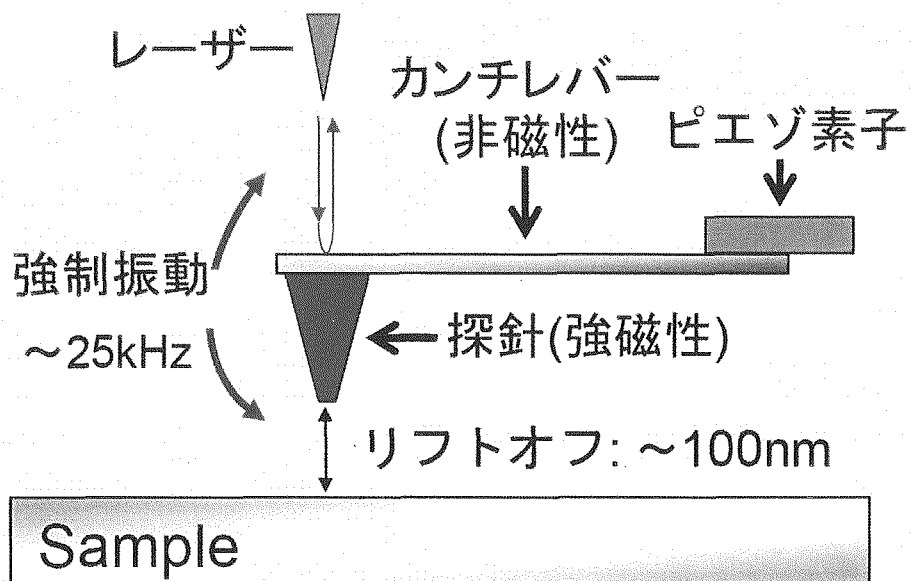 レーザー
カンチレバー
(非磁性)
ピエゾ素子
強制振動
～25kHz
探針(強磁性)
リフトオフ: ～100nm
Sample